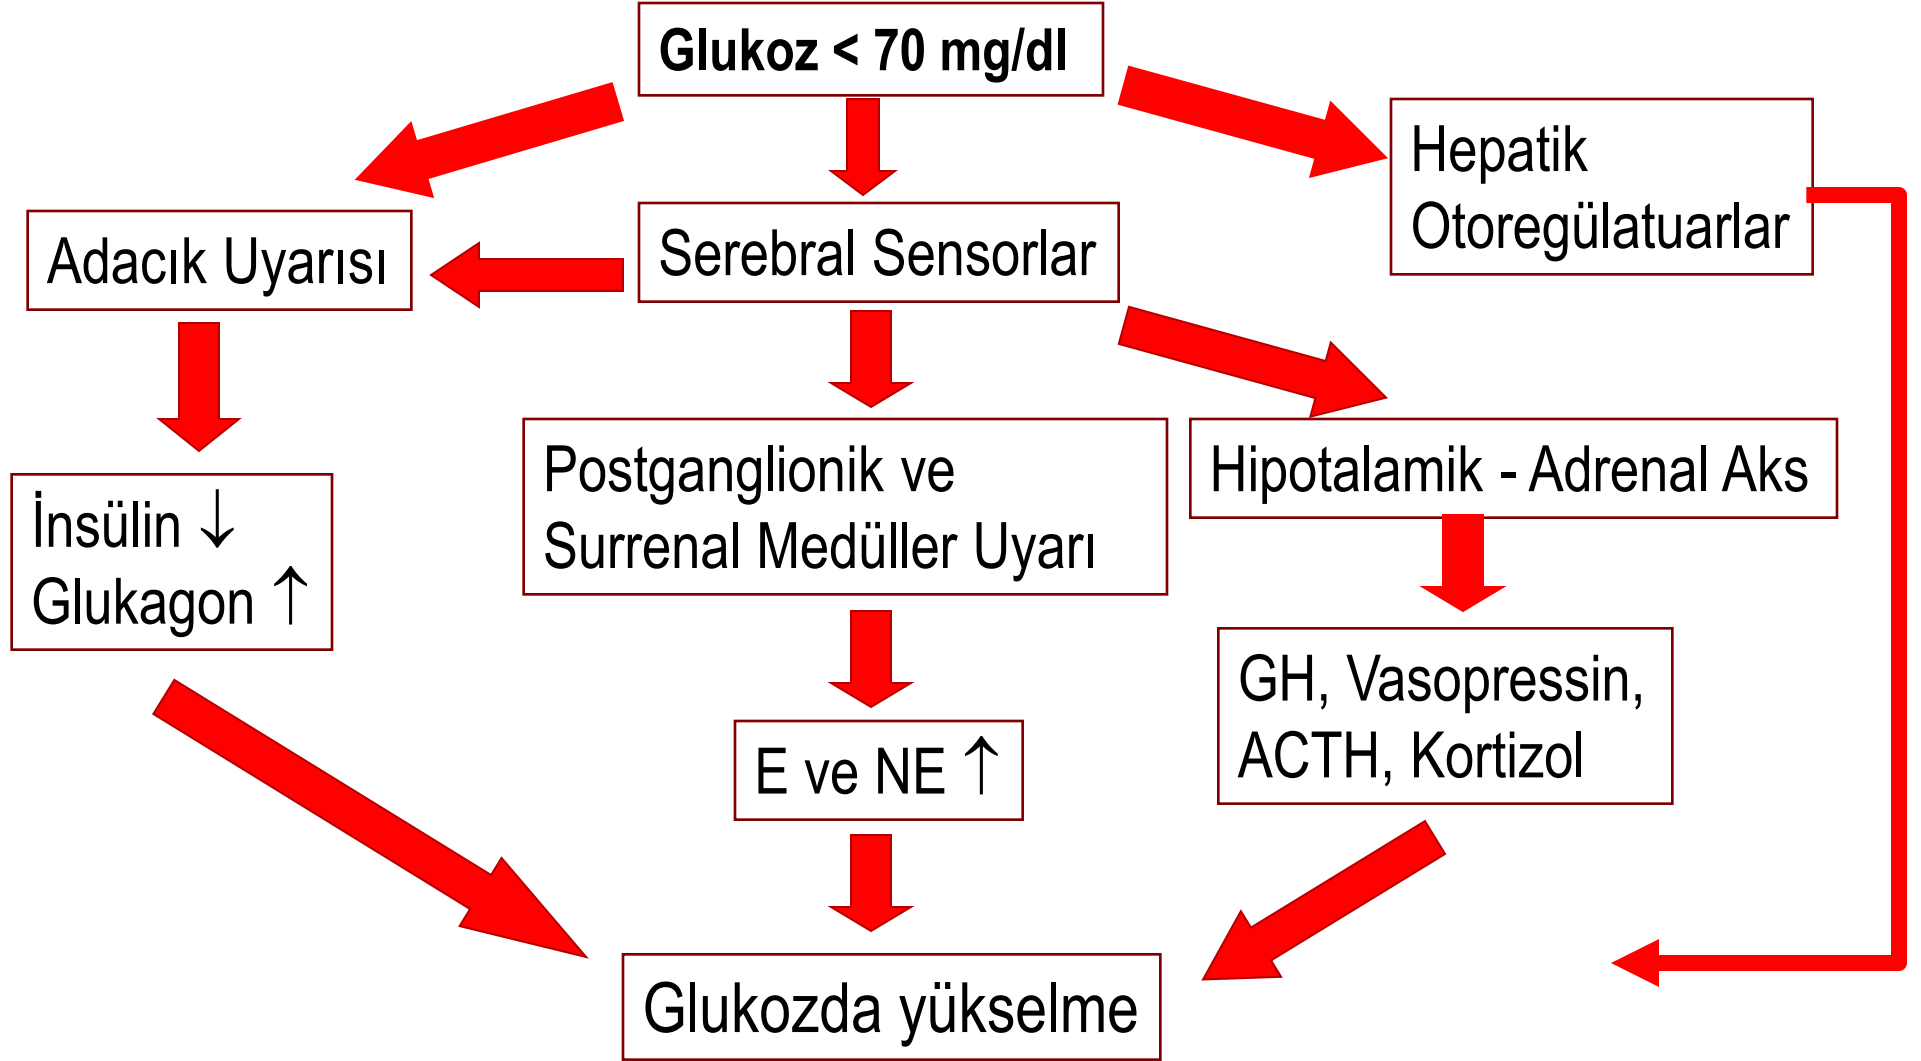 Glukoz < 70 mg/dl
Hepatik
Otoregülatuarlar
Adacık Uyarısı
Serebral Sensorlar
Postganglionik ve
Surrenal Medüller Uyarı
Hipotalamik - Adrenal Aks
İnsülin ↓
Glukagon ↑
GH, Vasopressin,
ACTH, Kortizol
E ve NE ↑
Glukozda yükselme